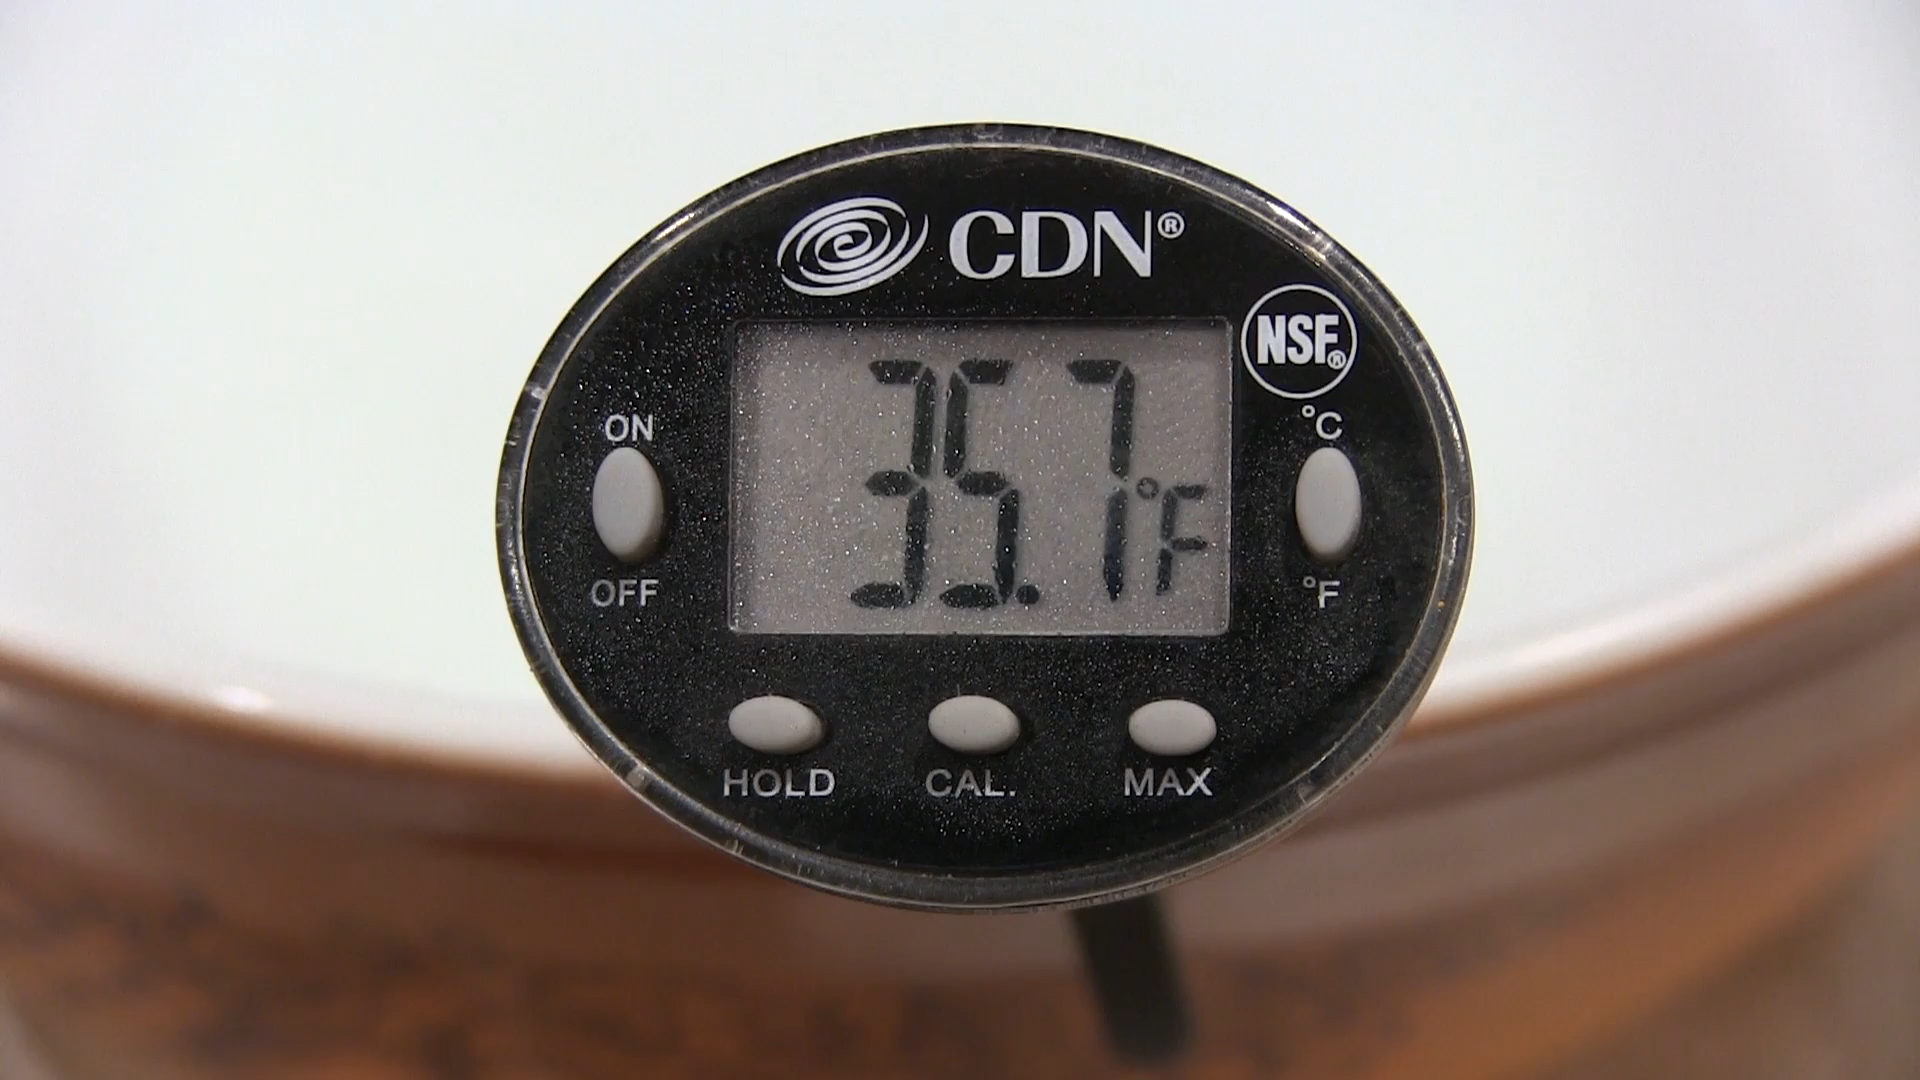 CDN®
NSF®
35.7°F
ON
OFF
°C
°F
HOLD CAL. MAX